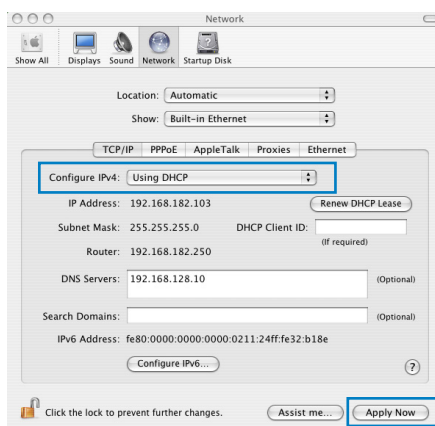 Network
Show All Displays Sound Network Startup Disk
Location: Automatic
Show: Built-in Ethernet
TCP/IP PPPoE AppleTalk Proxies Ethernet
Configure IPv4: Using DHCP
IP Address: 192.168.182.103 Renew DHCP Lease
Subnet Mask: 255.255.255.0 DHCP Client ID:
(If required)
Router: 192.168.182.250
DNS Servers: 192.168.128.10 (Optional)
Search Domains: (Optional)
IPv6 Address: fe80:0000:0000:0000:0211:24ff:fe32:b18e
Configure IPv6... ?
Click the lock to prevent further changes. Assist me... Apply Now